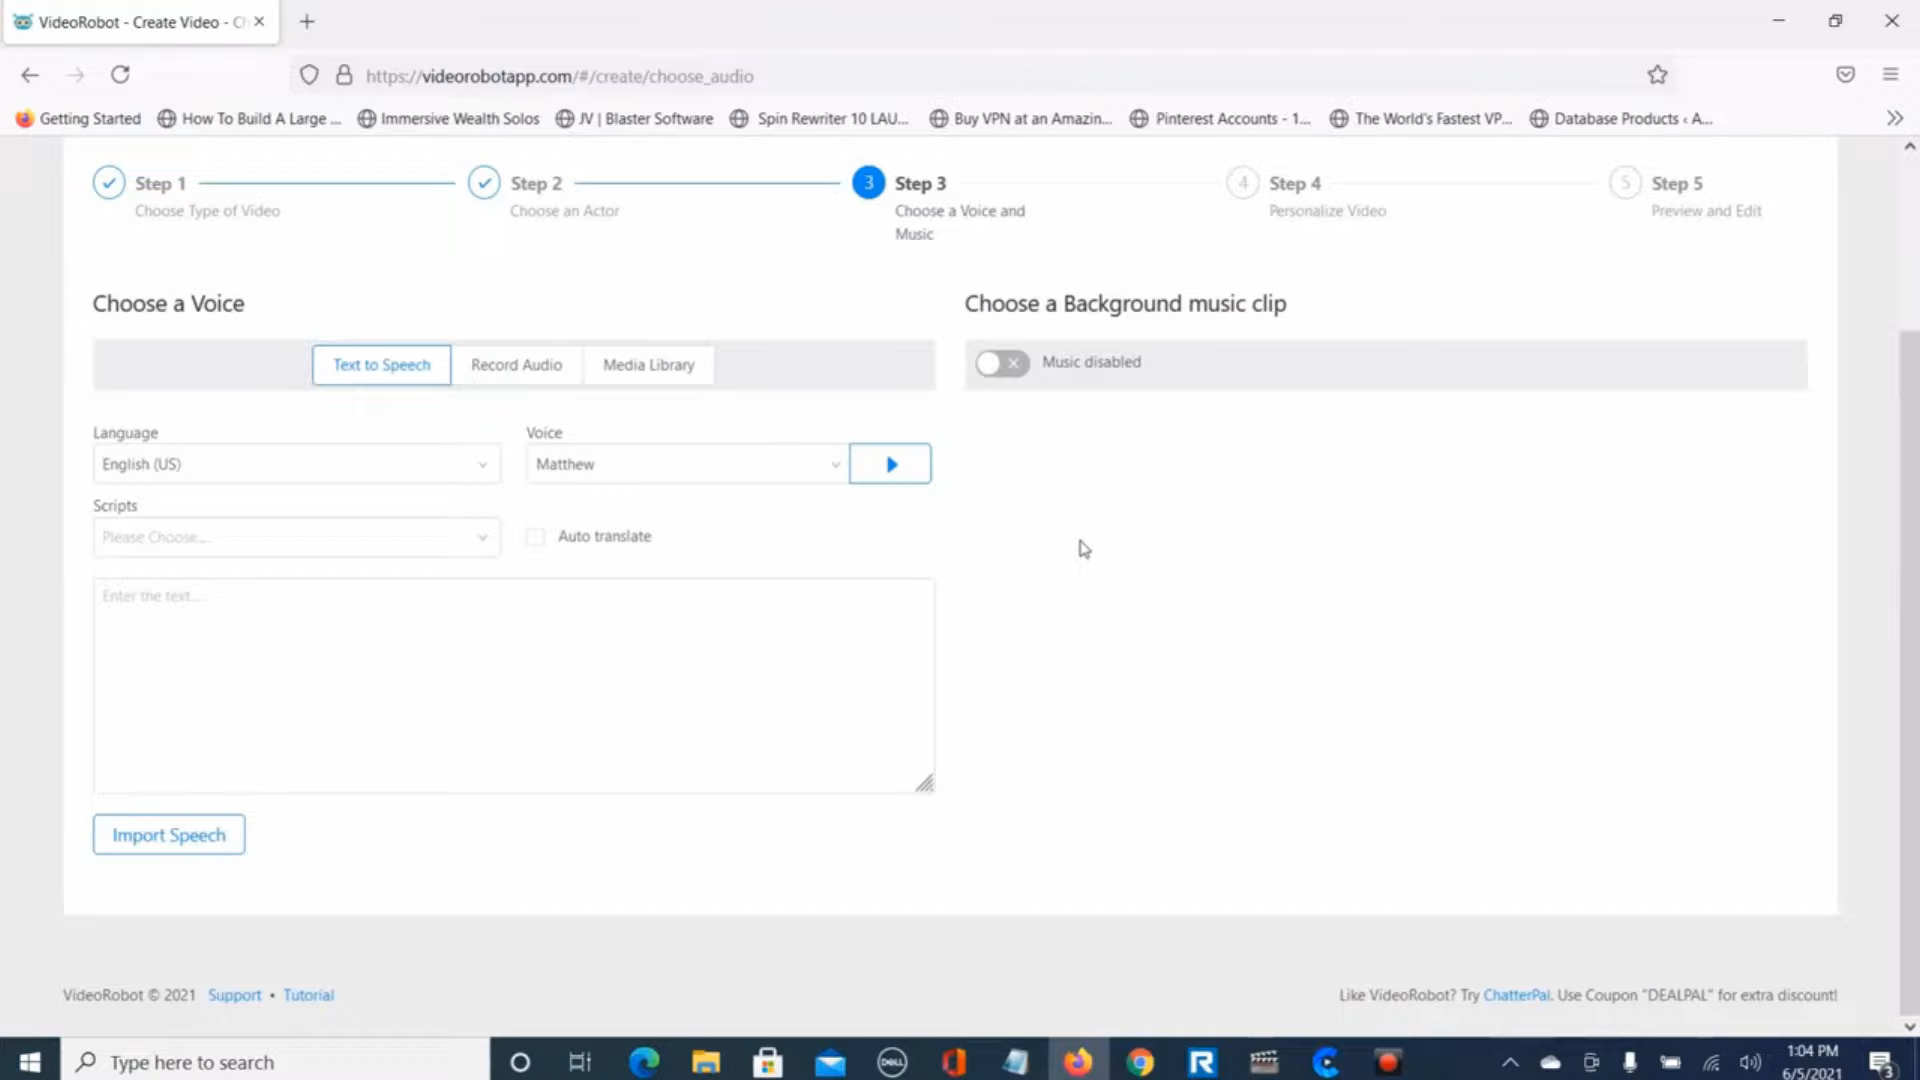 VideoRobot - Create Video - Ch
https://videorobotapp.com/#/create/choose_audio
Getting Started How To Build A Large ... Immersive Wealth Solos JV | Blaster Software Spin Rewriter 10 LAU... Buy VPN at an Amazin... Pinterest Accounts - 1... The World's Fastest VP... Database Products ‹ A...
Step 1 Step 2 3 Step 3 4 Step 4 5 Step 5
Choose Type of Video Choose an Actor Choose a Voice and Personalize Video Preview and Edit
Music
Choose a Voice Choose a Background music clip
Text to Speech Record Audio Media Library Music disabled
Language Voice
English (US) Matthew
Scripts
Please Choose... Auto translate
Enter the text...
Import Speech
VideoRobot © 2021 Support • Tutorial Like VideoRobot? Try ChatterPal. Use Coupon "DEALPAL" for extra discount!
Type here to search DELL 1:04 PM
6/5/2021 3